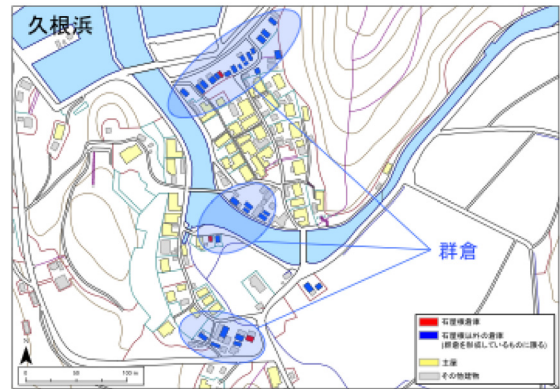 久根浜
群倉
石屋根倉庫
石屋根以外の倉庫
(群倉を形成しているものに限る)
主屋
その他建物
N
0 50 100 m